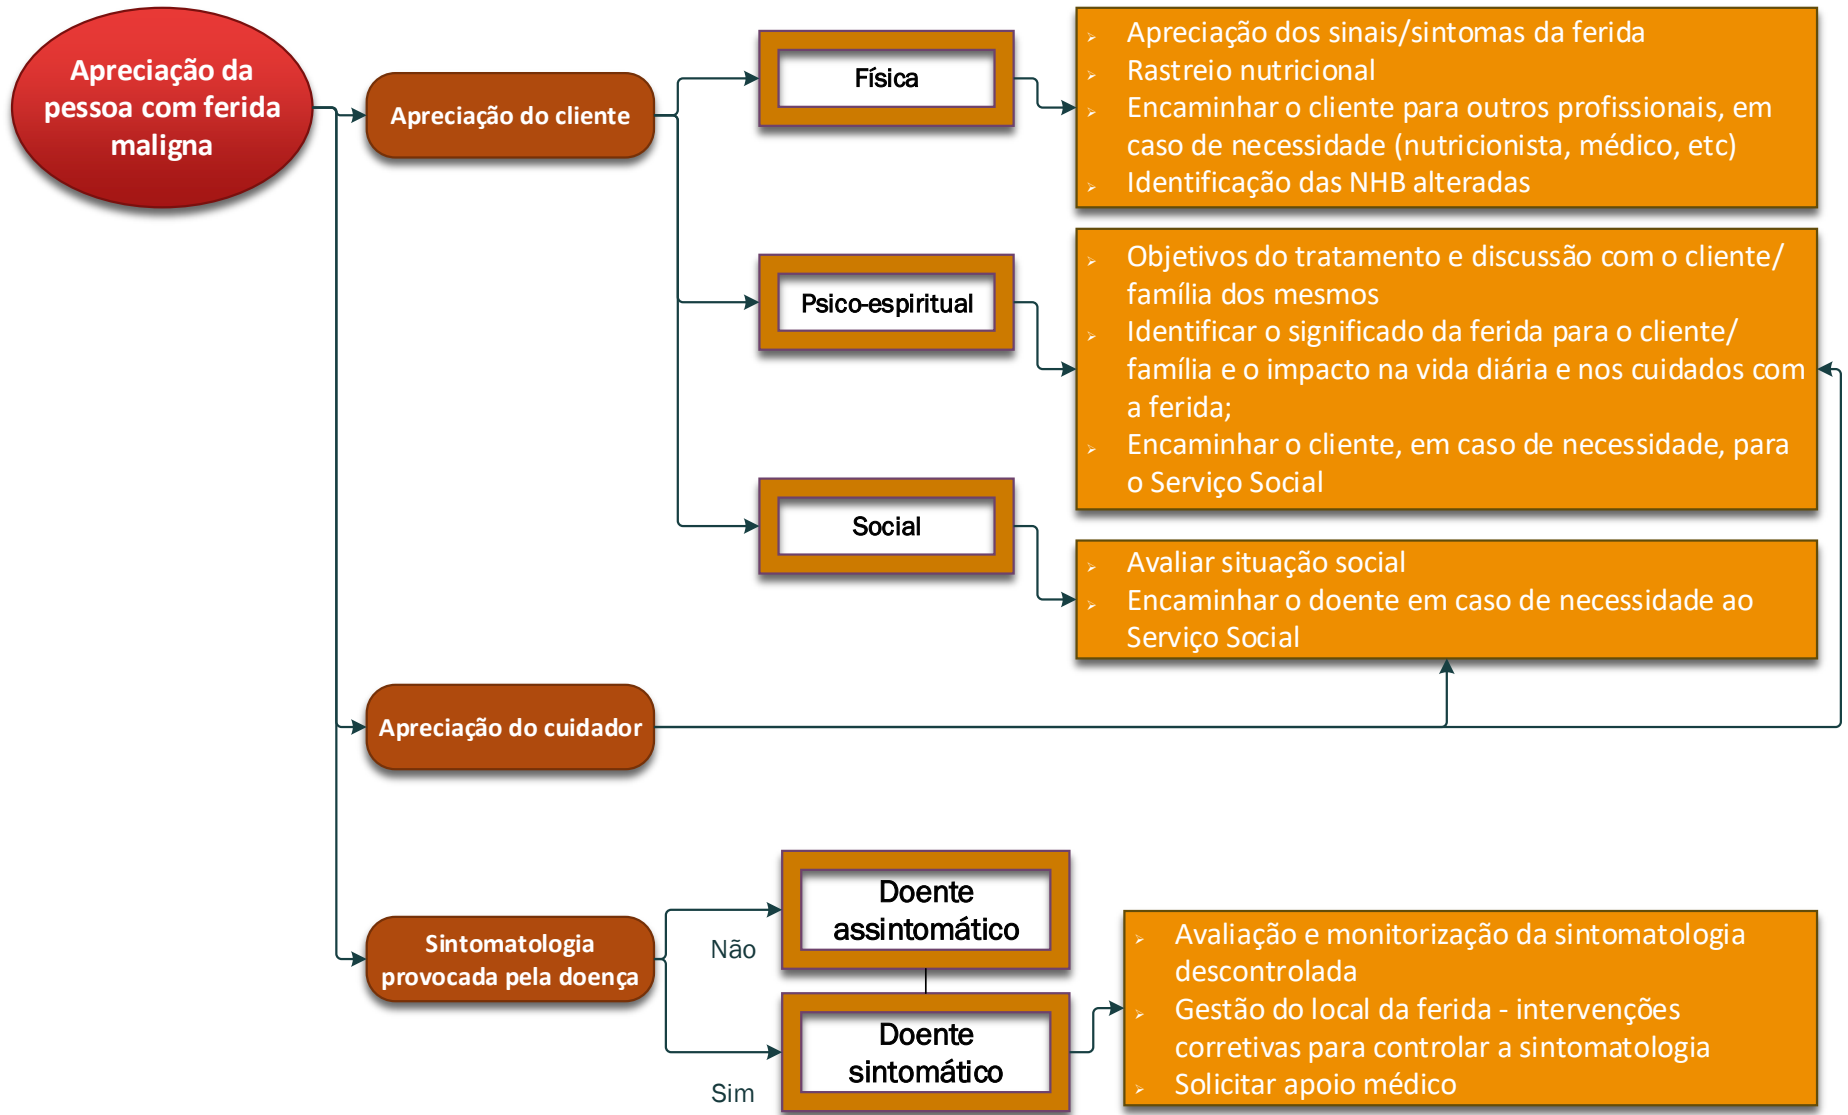 Apreciação da
pessoa com ferida
maligna
Apreciação do cliente
Física
Apreciação dos sinais/sintomas da ferida
Rastreio nutricional
Encaminhar o cliente para outros profissionais, em
caso de necessidade (nutricionista, médico, etc)
Identificação das NHB alteradas
Psico-espiritual
Objetivos do tratamento e discussão com o cliente/
família dos mesmos
Identificar o significado da ferida para o cliente/
família e o impacto na vida diária e nos cuidados com
a ferida;
Encaminhar o cliente, em caso de necessidade, para
o Serviço Social
Social
Avaliar situação social
Encaminhar o doente em caso de necessidade ao
Serviço Social
Apreciação do cuidador
Sintomatologia
provocada pela doença
Não
Doente
assintomático
Sim
Doente
sintomático
Avaliação e monitorização da sintomatologia
descontrolada
Gestão do local da ferida - intervenções
corretivas para controlar a sintomatologia
Solicitar apoio médico